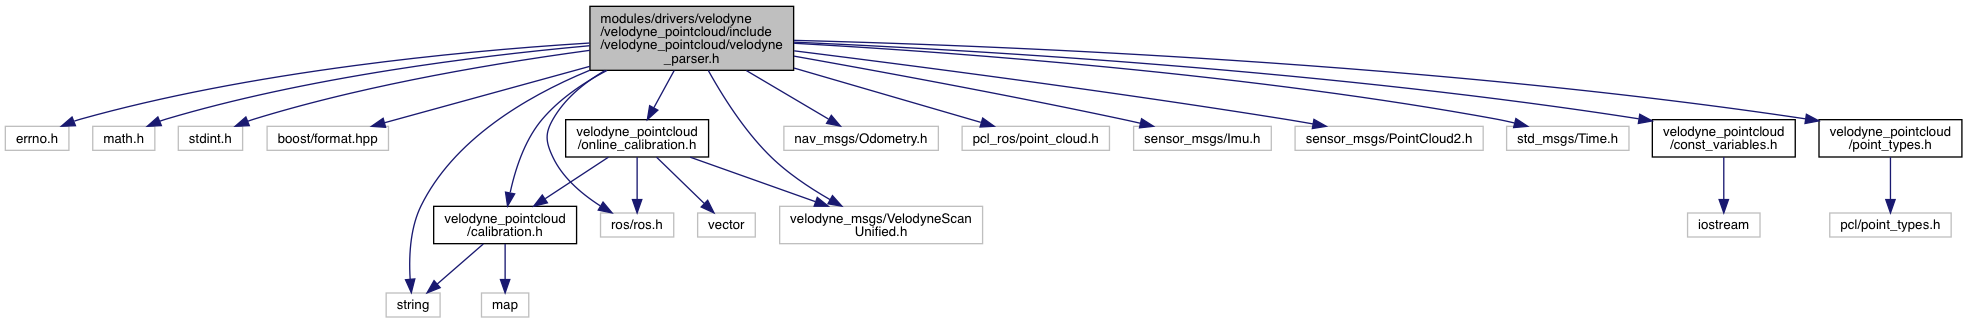 modules/drivers/velodyne
/velodyne_pointcloud/include
/velodyne_pointcloud/velodyne
_parser.h
errno.h
math.h
stdint.h
boost/format.hpp
velodyne_pointcloud
/online_calibration.h
nav_msgs/Odometry.h
pcl_ros/point_cloud.h
sensor_msgs/Imu.h
sensor_msgs/PointCloud2.h
std_msgs/Time.h
velodyne_pointcloud
/const_variables.h
velodyne_pointcloud
/point_types.h
velodyne_pointcloud
/calibration.h
ros/ros.h
vector
velodyne_msgs/VelodyneScan
Unified.h
iostream
pcl/point_types.h
string
map